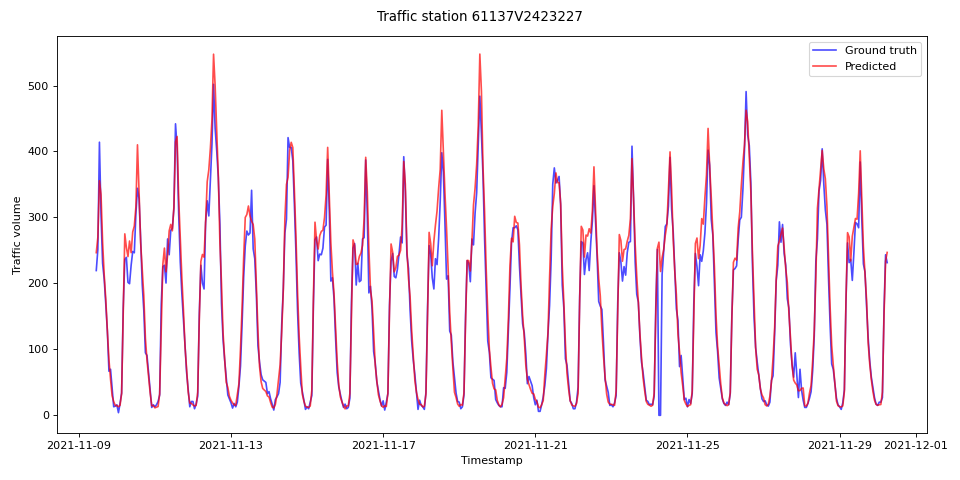 Traffic station 61137V2423227
Ground truth
Predicted
Traffic volume
500
400
300
200
100
0
2021-11-09
2021-11-13
2021-11-17
2021-11-21
2021-11-25
2021-11-29
2021-12-01
Timestamp